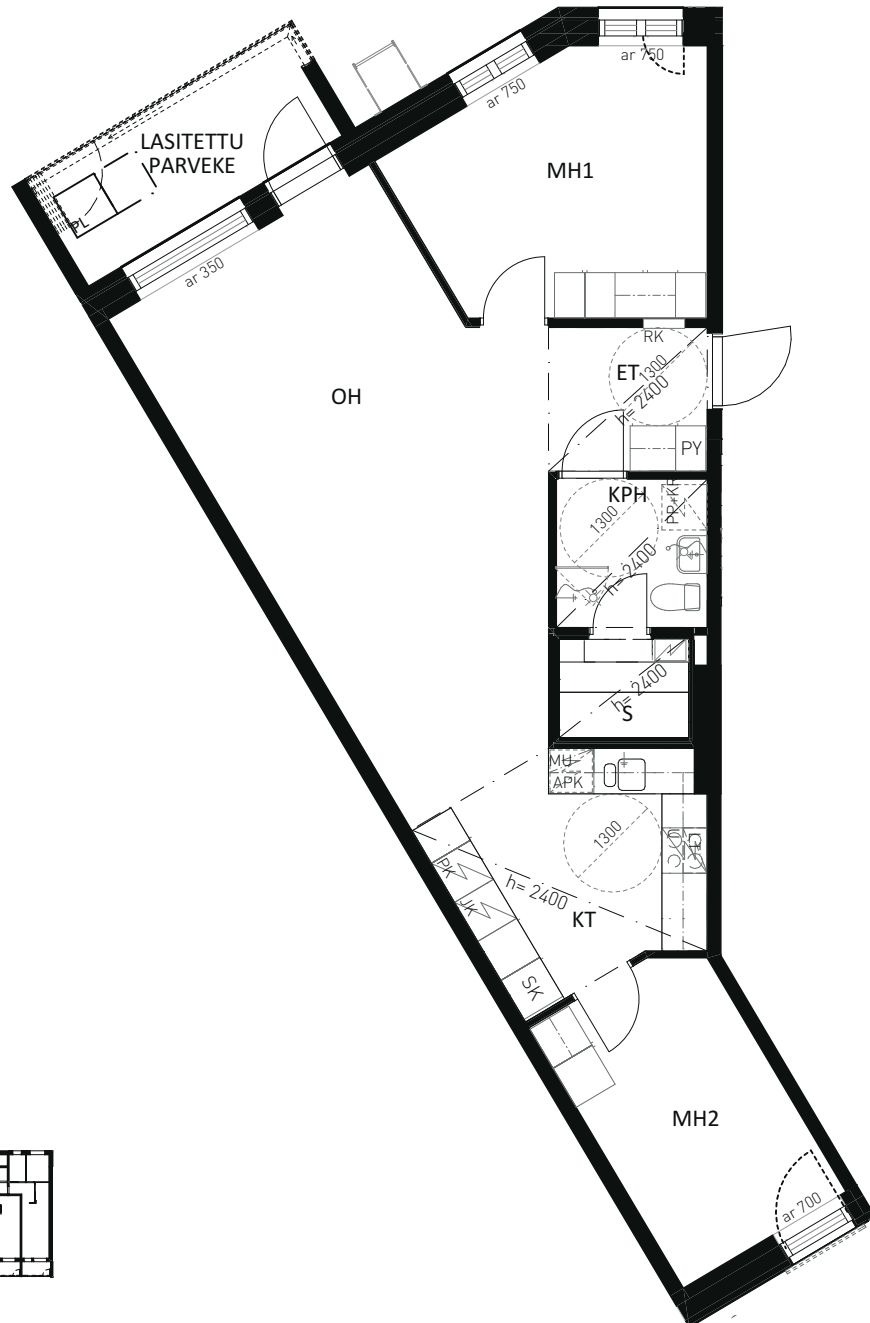 ar 750
ar 750
LASITETTU
PARVEKE
MH1
PL
ar 350
RK
ET
1300
h= 2400
OH
PY
KPH
PP+KR
1300
h= 2400
h= 2400
S
MU
APK
1300
PK
h= 2400
JK
KT
SK
MH2
ar 700